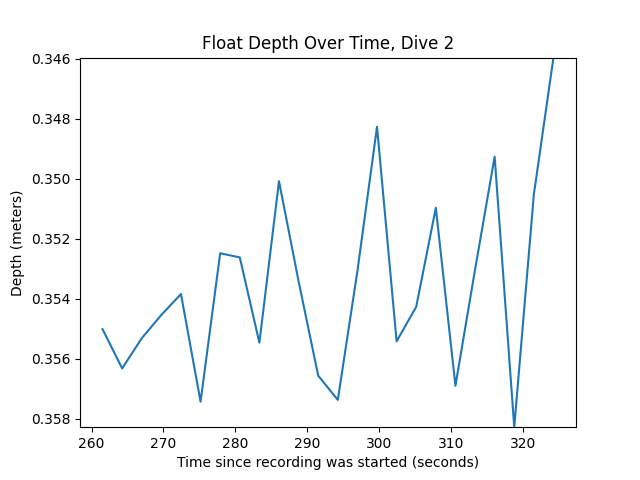 Float Depth Over Time, Dive 2
0.346
0.348
0.350
0.352
0.354
0.356
0.358
Depth (meters)
260 270 280 290 300 310 320
Time since recording was started (seconds)